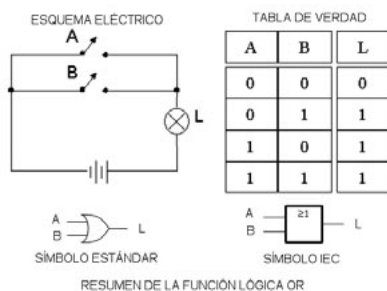 ESQUEMA ELÉCTRICO
A
B
L
TABLA DE VERDAD
A B L
0 0 0
0 1 1
1 0 1
1 1 1
A
B
L
SÍMBOLO ESTÁNDAR
A
B
≥1
L
SÍMBOLO IEC
RESUMEN DE LA FUNCIÓN LÓGICA OR